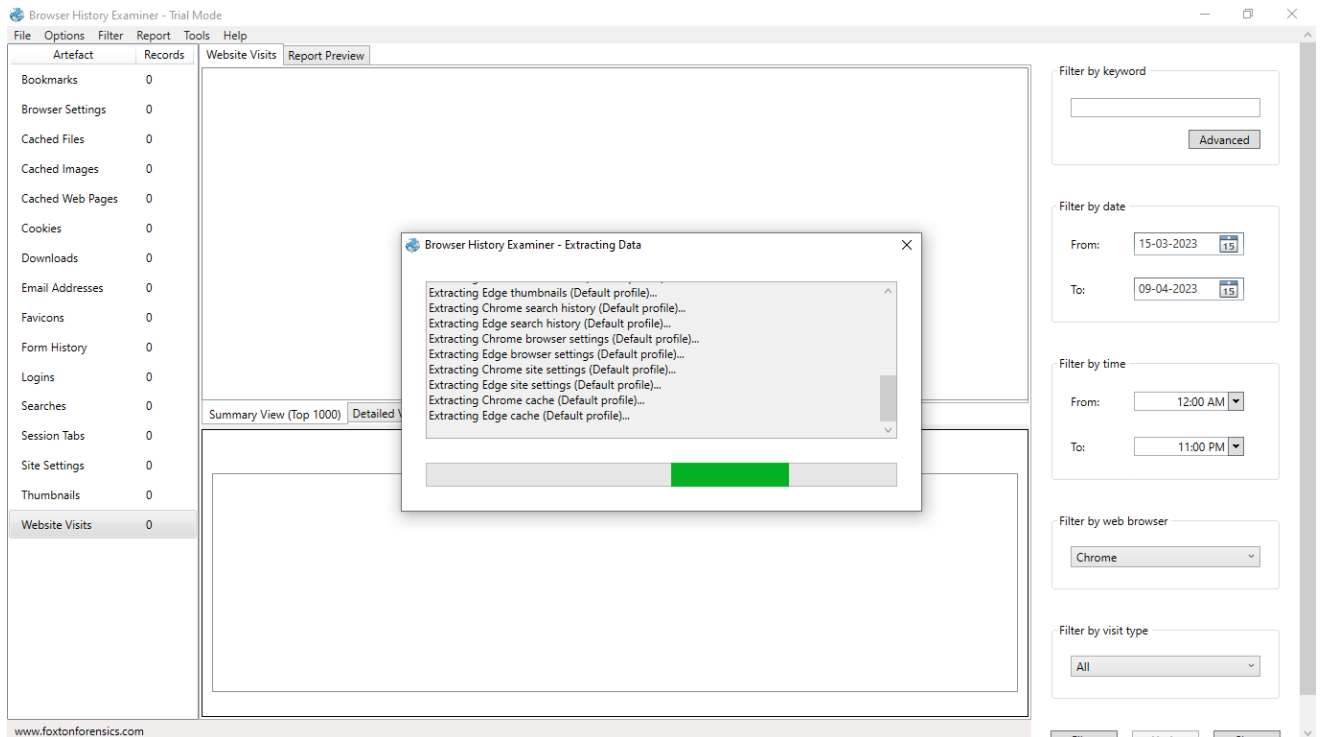 Browser History Examiner - Trial Mode
File Options Filter Report Tools Help
Artefact Records
Bookmarks 0
Browser Settings 0
Cached Files 0
Cached Images 0
Cached Web Pages 0
Cookies 0
Downloads 0
Email Addresses 0
Favicons 0
Form History 0
Logins 0
Searches 0
Session Tabs 0
Site Settings 0
Thumbnails 0
Website Visits 0
Website Visits Report Preview
Summary View (Top 1000) Detailed
Browser History Examiner - Extracting Data
Extracting Edge thumbnails (Default profile)...
Extracting Chrome search history (Default profile)...
Extracting Edge search history (Default profile)...
Extracting Chrome browser settings (Default profile)...
Extracting Edge browser settings (Default profile)...
Extracting Chrome site settings (Default profile)...
Extracting Edge site settings (Default profile)...
Extracting Chrome cache (Default profile)...
Extracting Edge cache (Default profile)...
Filter by keyword
Advanced
Filter by date
From: 15-03-2023 15
To: 09-04-2023 15
Filter by time
From: 12:00 AM
To: 11:00 PM
Filter by web browser
Chrome
Filter by visit type
All
www.foxtonforensics.com